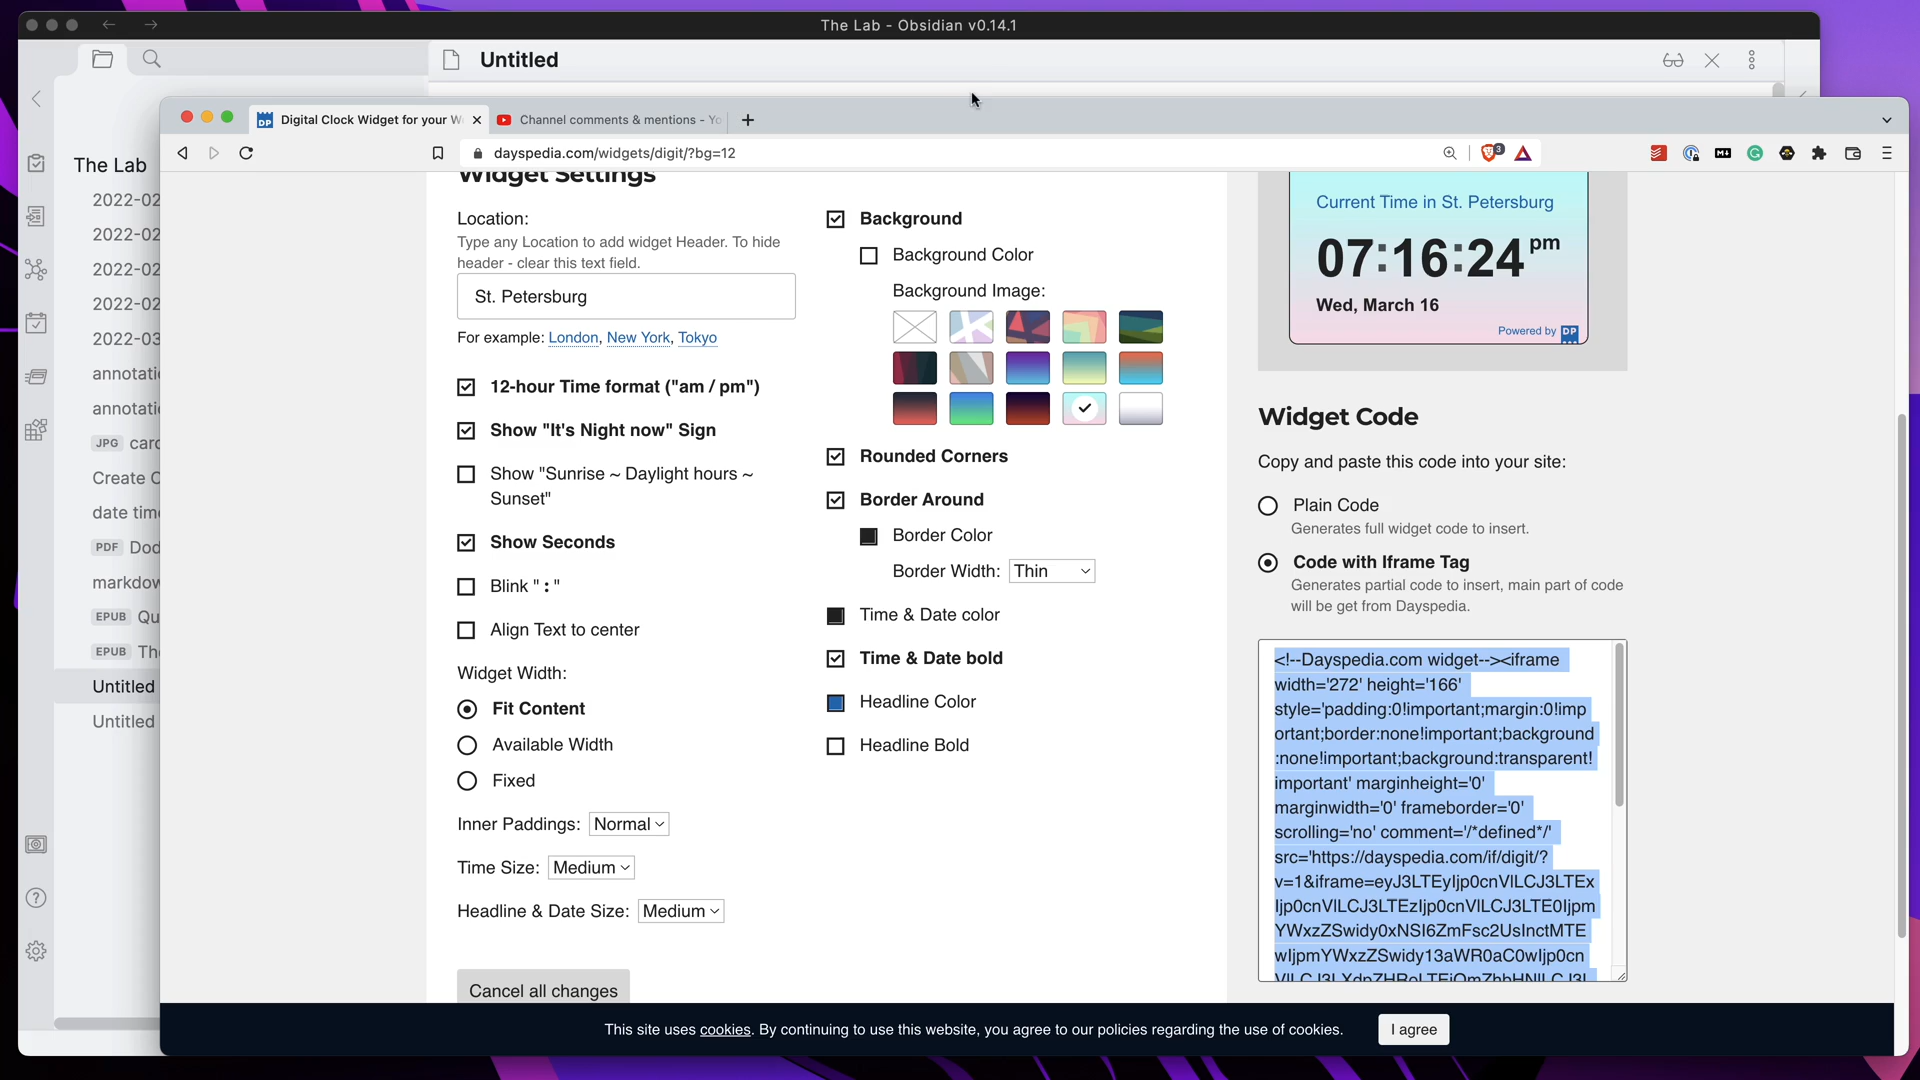 The Lab - Obsidian v0.14.1
Untitled
Digital Clock Widget for your W
Channel comments & mentions - Yo
dayspedia.com/widgets/digit/?bg=12
The Lab
2022-02
2022-02
2022-02
2022-02
2022-03
annotati
annotati
JPG card
Create C
date tim
PDF Dod
markdow
EPUB Qu
EPUB The
Untitled
Untitled
Widget Settings
Location:
Type any Location to add widget Header. To hide
header - clear this text field.
St. Petersburg
For example: London, New York, Tokyo
12-hour Time format ("am / pm")
Show "It's Night now" Sign
Show "Sunrise ~ Daylight hours ~
Sunset"
Show Seconds
Blink ":"
Align Text to center
Widget Width:
Fit Content
Available Width
Fixed
Inner Paddings: Normal
Time Size: Medium
Headline & Date Size: Medium
Cancel all changes
Background
Background Color
Background Image:
Rounded Corners
Border Around
Border Color
Border Width: Thin
Time & Date color
Time & Date bold
Headline Color
Headline Bold
Current Time in St. Petersburg
07:16:24 pm
Wed, March 16
Powered by DP
Widget Code
Copy and paste this code into your site:
Plain Code
Generates full widget code to insert.
Code with Iframe Tag
Generates partial code to insert, main part of code
will be get from Dayspedia.
<!--Dayspedia.com widget--><iframe
width='272' height='166'
style='padding:0!important;margin:0!imp
ortant;border:none!important;background
:none!important;background:transparent!
important' marginheight='0'
marginwidth='0' frameborder='0'
scrolling='no' comment='/*defined*/'
src='https://dayspedia.com/if/digit/?
v=1&iframe=eyJ3LTEyIjp0cnVlLCJ3LTEx
Ijp0cnVlLCJ3LTEzIjp0cnVlLCJ3LTE0Ijpm
YWxzZSwidy0xNSI6ZmFsc2UsInctMTE
wIjpmYWxzZSwidy13aWR0aC0wIjp0cn
This site uses cookies. By continuing to use this website, you agree to our policies regarding the use of cookies.
I agree